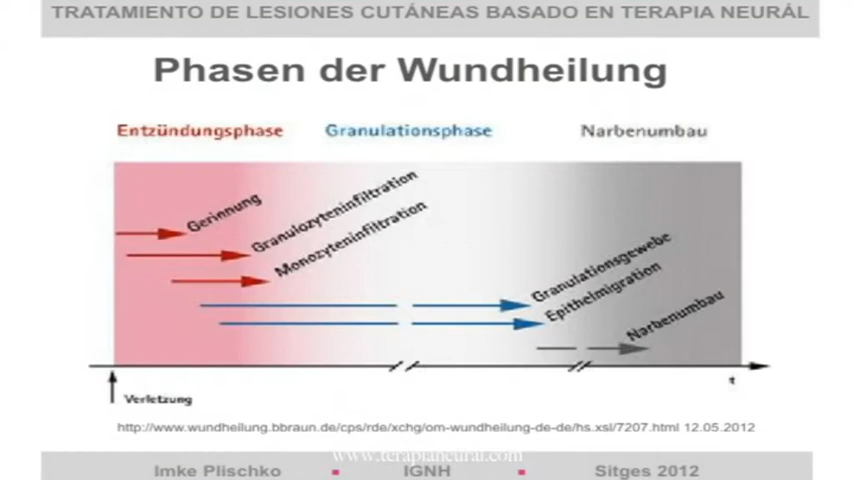 TRATAMIENTO DE LESIONES CUTÁNEAS BASADO EN TERAPIA NEURÁL
Phasen der Wundheilung
Entzündungsphase Granulationsphase Narbenumbau
Gerinnung
Granulozyteninfiltration
Monozyteninfiltration
Granulationsgewebe
Epithelmigration
Narbenumbau
t
Verletzung
http://www.wundheilung.bbraun.de/cps/rde/xchg/om-wundheilung-de-de/hs.xsl/7207.html 12.05.2012
www.terapianeural.com
Imke Plischko IGNH Sitges 2012